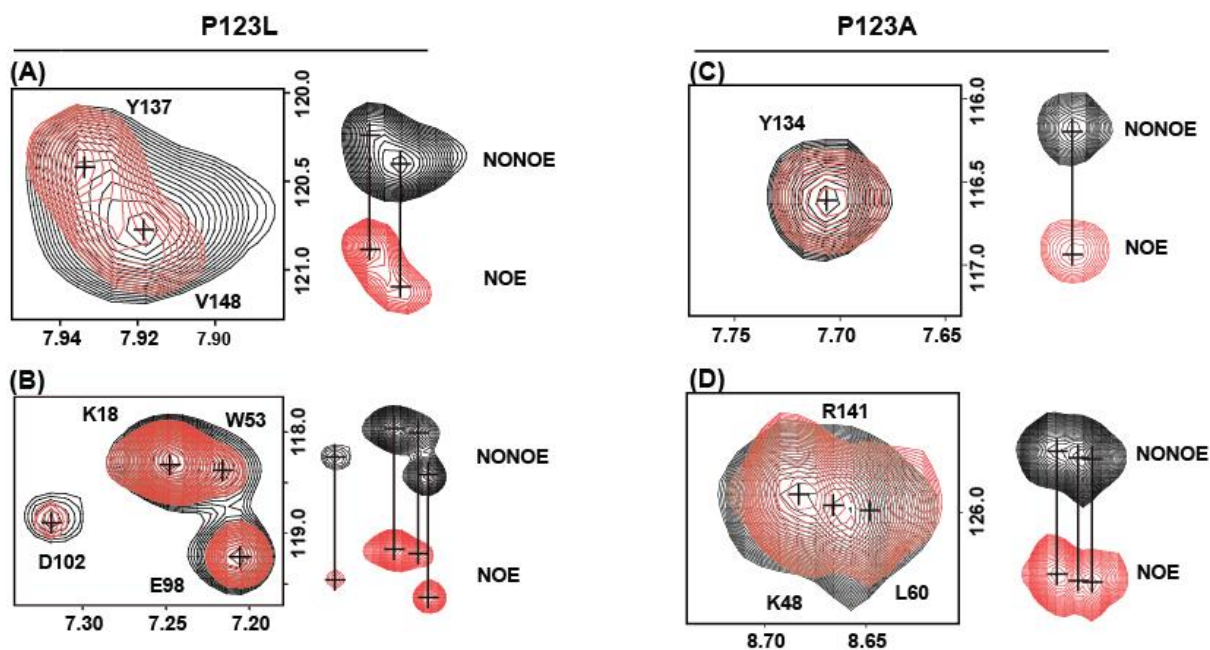 P123L
P123A
(A)
Y137
V148
120.0
120.5
121.0
7.94
7.92
7.90
NONOE
NOE
(C)
Y134
116.0
116.5
117.0
7.75
7.70
7.65
NONOE
NOE
(B)
K18
W53
D102
E98
118.0
119.0
7.30
7.25
7.20
NONOE
NOE
(D)
R141
K48
L60
126.0
8.70
8.65
NONOE
NOE